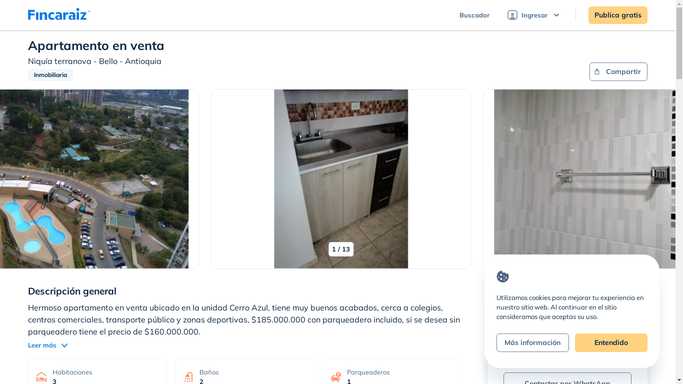 Fincaraiz
Buscador
Ingresar
Publica gratis
Apartamento en venta
Niquía terranova - Bello - Antioquia
Inmobiliaria
Compartir
1 / 13
Descripción general
Hermoso apartamento en venta ubicado en la unidad Cerro Azul, tiene muy buenos acabados, cerca a colegios,
centros comerciales, transporte público y zonas deportivas, $185.000.000 con parqueadero incluido, si se desea sin
parqueadero tiene el precio de $160.000.000.
Leer más
Habitaciones
3
Baños
2
Parqueaderos
1
Utilizamos cookies para mejorar tu experiencia en
nuestro sitio web. Al continuar en el sitio
consideramos que aceptas su uso.
Más información
Entendido
Contactar por WhatsApp